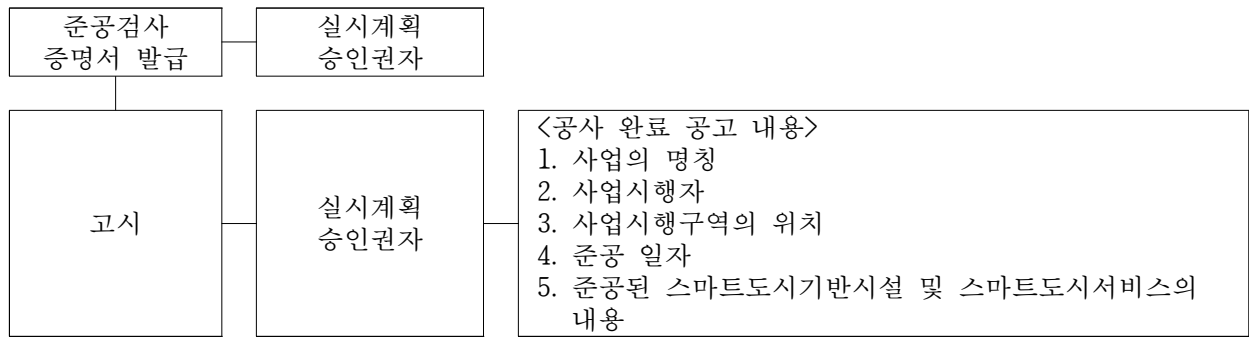 준공검사
증명서 발급
실시계획
승인권자
고시
실시계획
승인권자
<공사 완료 공고 내용>
1. 사업의 명칭
2. 사업시행자
3. 사업시행구역의 위치
4. 준공 일자
5. 준공된 스마트도시기반시설 및 스마트도시서비스의
내용